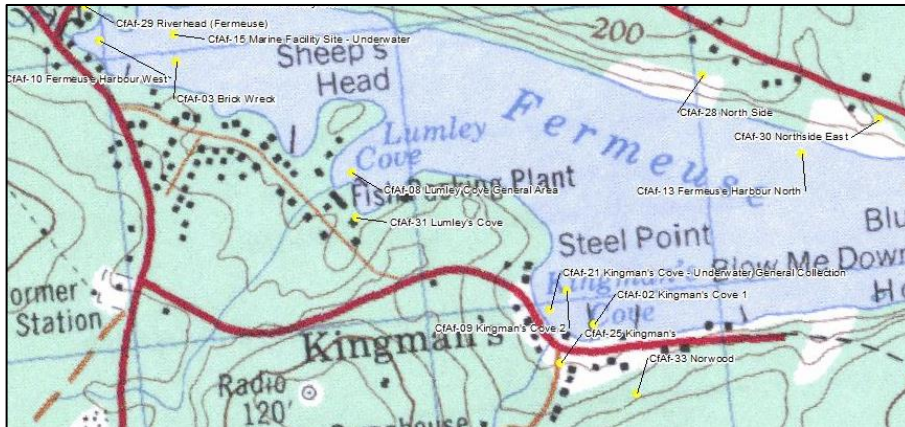 CfAf-29 Riverhead (Fermeuse)
CfAf-15 Marine Facility Site - Underwater
200
Sheep's
Head
CfAf-10 Fermeuse Harbour West
CfAf-03 Brick Wreck
CfAf-28 North Side
Fermeuse
Lumley
Cove
CfAf-30 Northside East
CfAf-08 Lumley Cove General Area
Fish Packing Plant
CfAf-13 Fermeuse Harbour North
CfAf-31 Lumley's Cove
Steel Point
Blow Me Down
CfAf-21 Kingman's Cove - Underwater General Collection
Kingman's
Cove
CfAf-02 Kingman's Cove 1
ormer
Station
CfAf-09 Kingman's Cove 2
CfAf-25 Kingman's
Kingman's
CfAf-33 Norwood
Radio
120'